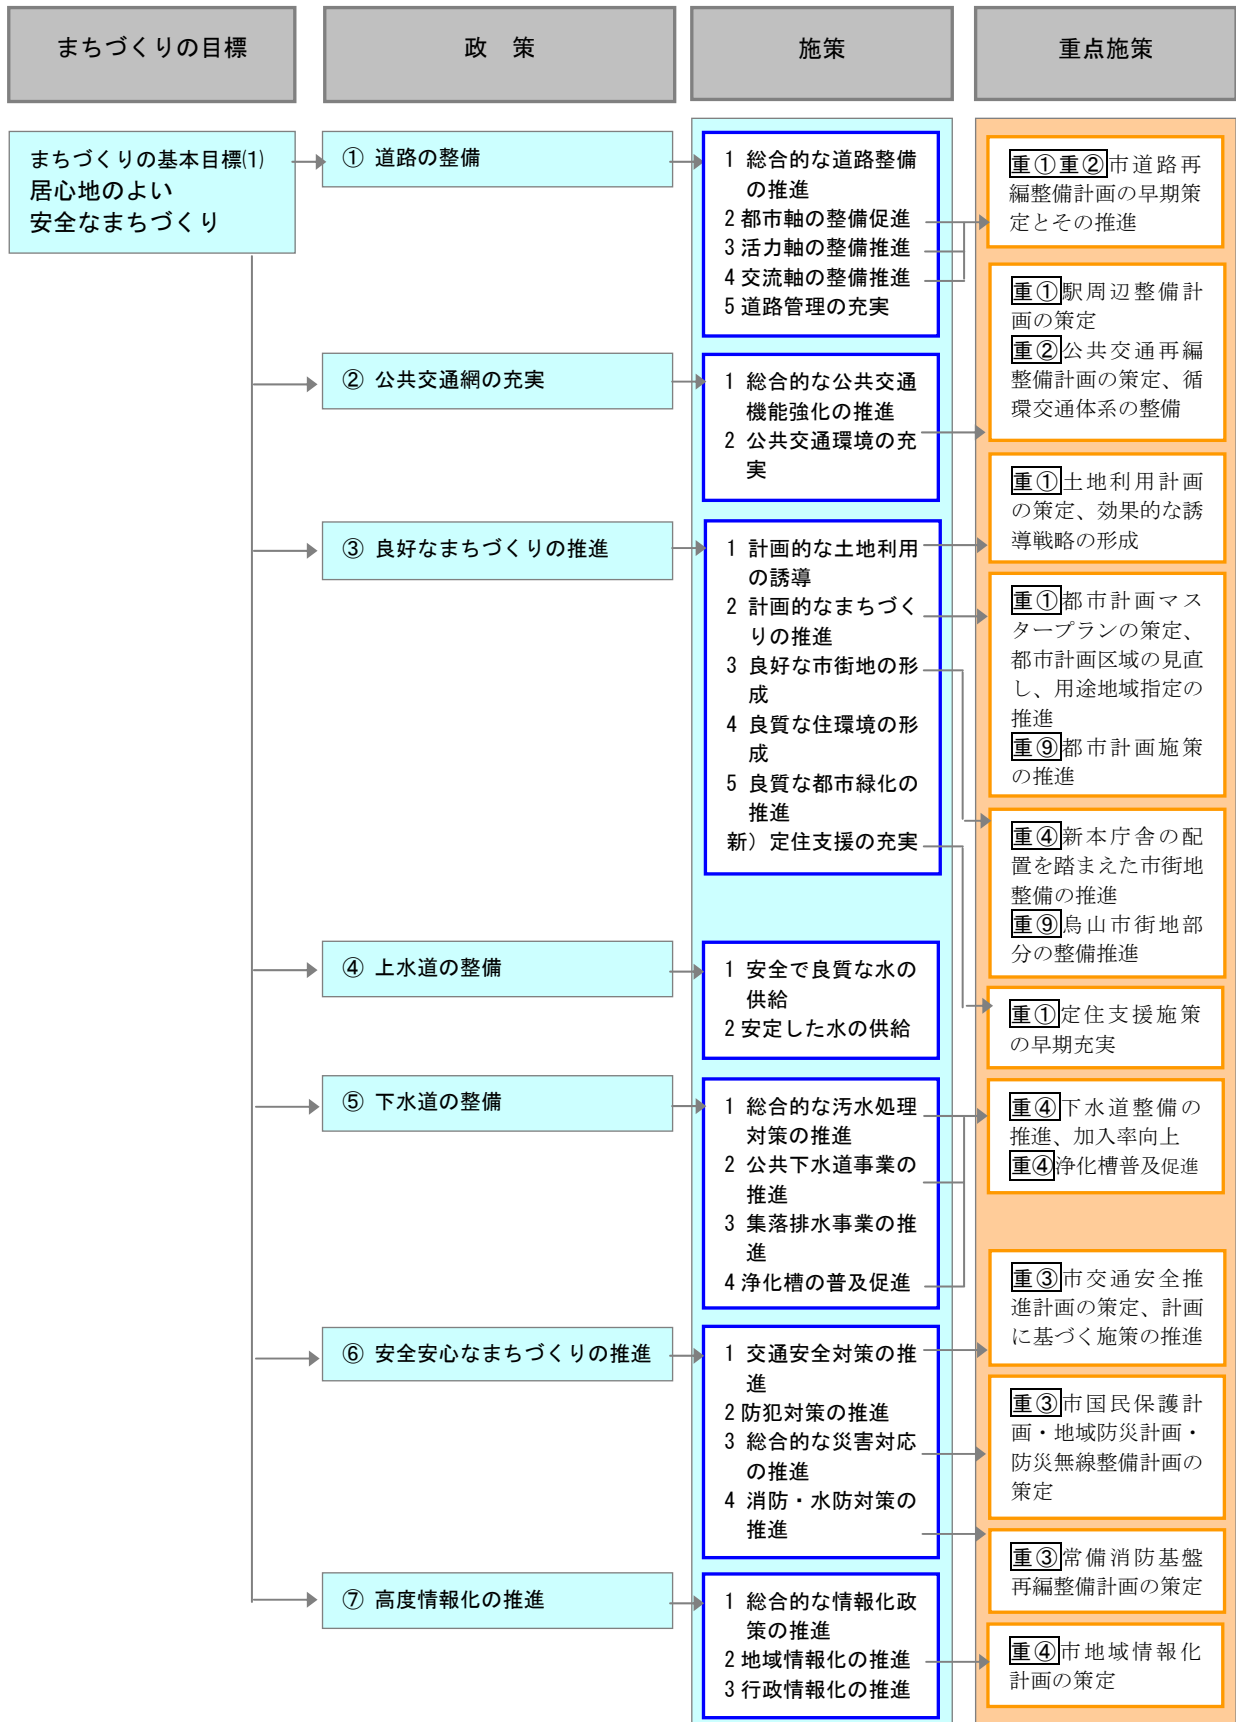 まちづくりの目標
政 策
施策
重点施策
まちづくりの基本目標⑴
居心地のよい
安全なまちづくり
① 道路の整備
1 総合的な道路整備
の推進
2 都市軸の整備促進
3 活力軸の整備推進
4 交流軸の整備推進
5 道路管理の充実
重①重②市道路再
編整備計画の早期策
定とその推進
② 公共交通網の充実
1 総合的な公共交通
機能強化の推進
2 公共交通環境の充
実
重①駅周辺整備計
画の策定
重②公共交通再編
整備計画の策定、循
環交通体系の整備
③ 良好なまちづくりの推進
1 計画的な土地利用
の誘導
2 計画的なまちづく
りの推進
3 良好な市街地の形
成
4 良質な住環境の形
成
5 良質な都市緑化の
推進
新）定住支援の充実
重①土地利用計画
の策定、効果的な誘
導戦略の形成
重①都市計画マス
タープランの策定、
都市計画区域の見直
し、用途地域指定の
推進
重⑨都市計画施策
の推進
重④新本庁舎の配
置を踏まえた市街地
整備の推進
重⑨烏山市街地部
分の整備推進
重①定住支援施策
の早期充実
④ 上水道の整備
1 安全で良質な水の
供給
2 安定した水の供給
⑤ 下水道の整備
1 総合的な汚水処理
対策の推進
2 公共下水道事業の
推進
3 集落排水事業の推
進
4 浄化槽の普及促進
重④下水道整備の
推進、加入率向上
重④浄化槽普及促進
⑥ 安全安心なまちづくりの推進
1 交通安全対策の推
進
2 防犯対策の推進
3 総合的な災害対応
の推進
4 消防・水防対策の
推進
重③市交通安全推
進計画の策定、計画
に基づく施策の推進
重③市国民保護計
画・地域防災計画・
防災無線整備計画の
策定
重③常備消防基盤
再編整備計画の策定
⑦ 高度情報化の推進
1 総合的な情報化政
策の推進
2 地域情報化の推進
3 行政情報化の推進
重④市地域情報化
計画の策定